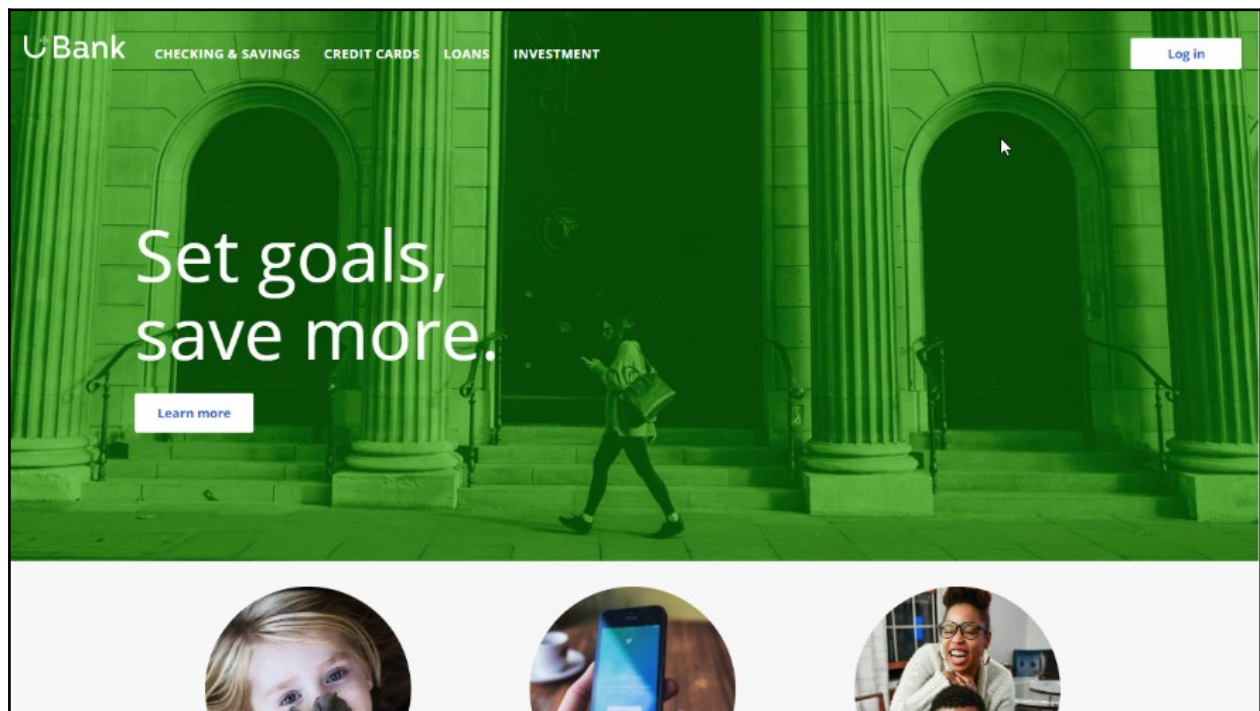 UBank
CHECKING & SAVINGS CREDIT CARDS LOANS INVESTMENT
Log in
Set goals,
save more.
Learn more